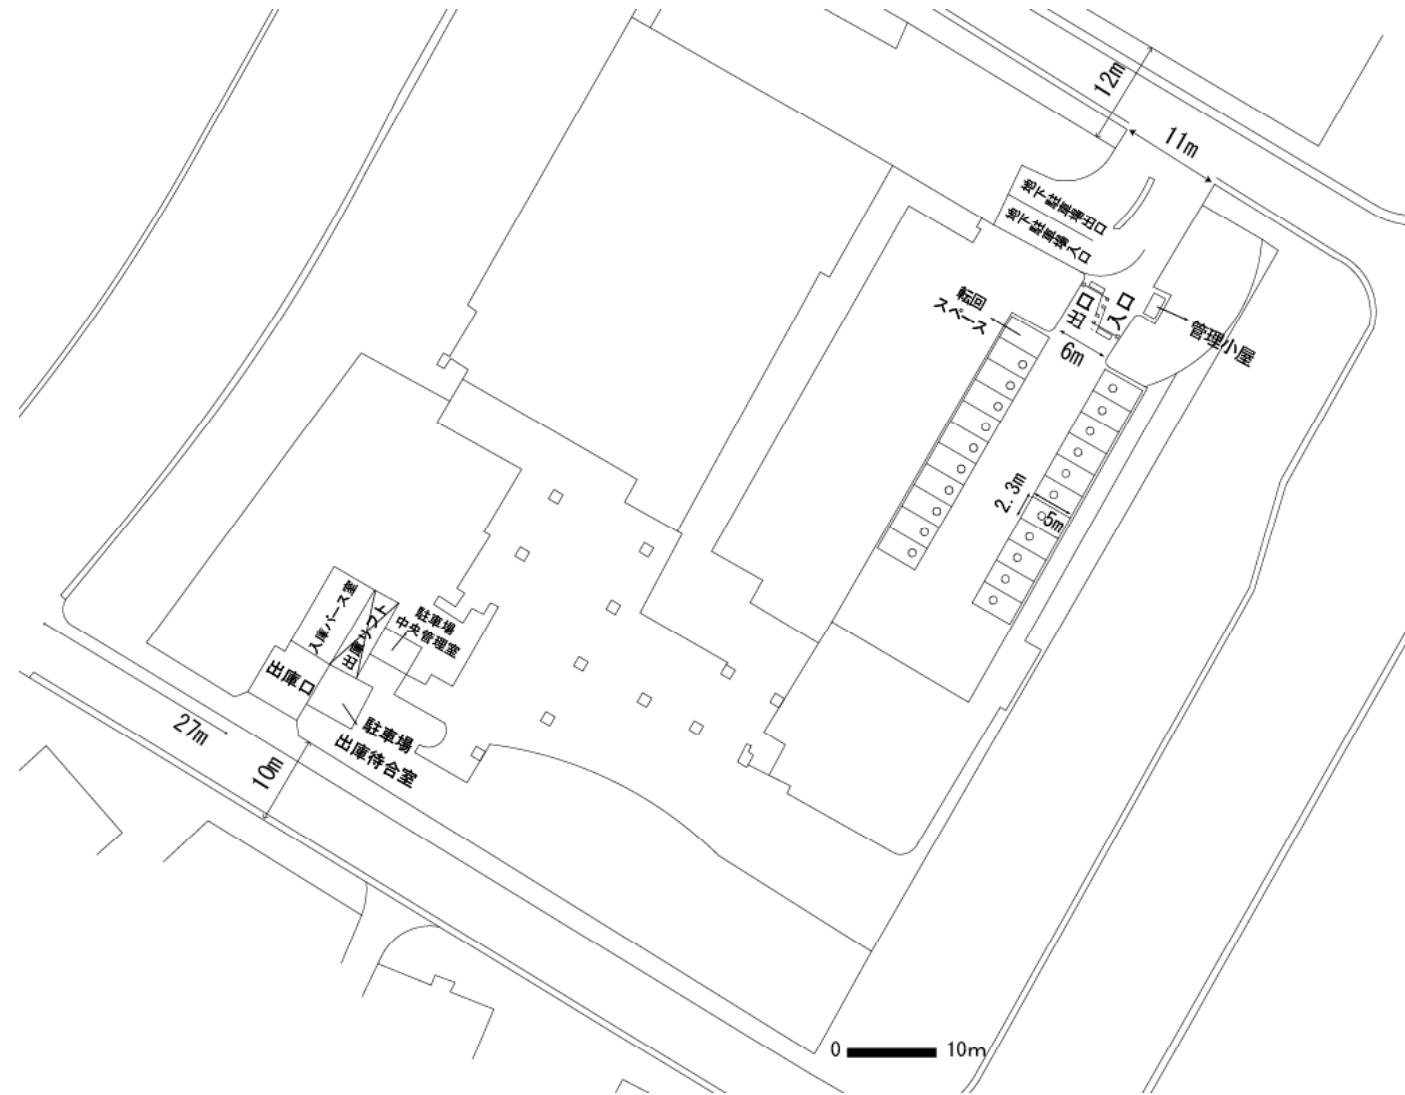 12m
11m
地下駐車場出口
地下駐車場入口
転回
スペース
出口
入口
管理小屋
6m
2.3m
5m
入庫バース室
出庫リフト
駐車場
中央管理室
出庫口
駐車場
出庫待合室
27m
10m
0 10m